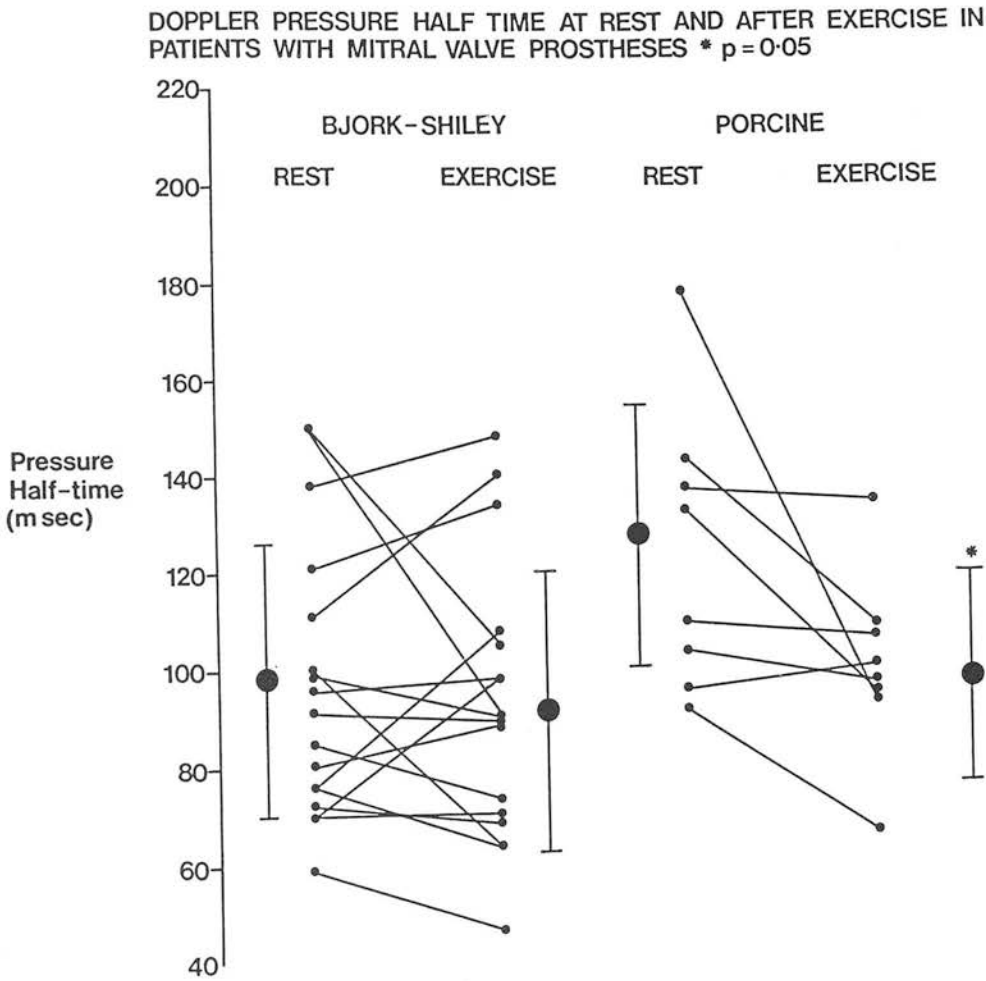 DOPPLER PRESSURE HALF TIME AT REST AND AFTER EXERCISE IN
PATIENTS WITH MITRAL VALVE PROSTHESES * p=0·05
220
BJORK-SHILEY
PORCINE
REST
EXERCISE
REST
EXERCISE
200
180
160
Pressure
Half-time
(m sec)
140
120
*
100
80
60
40